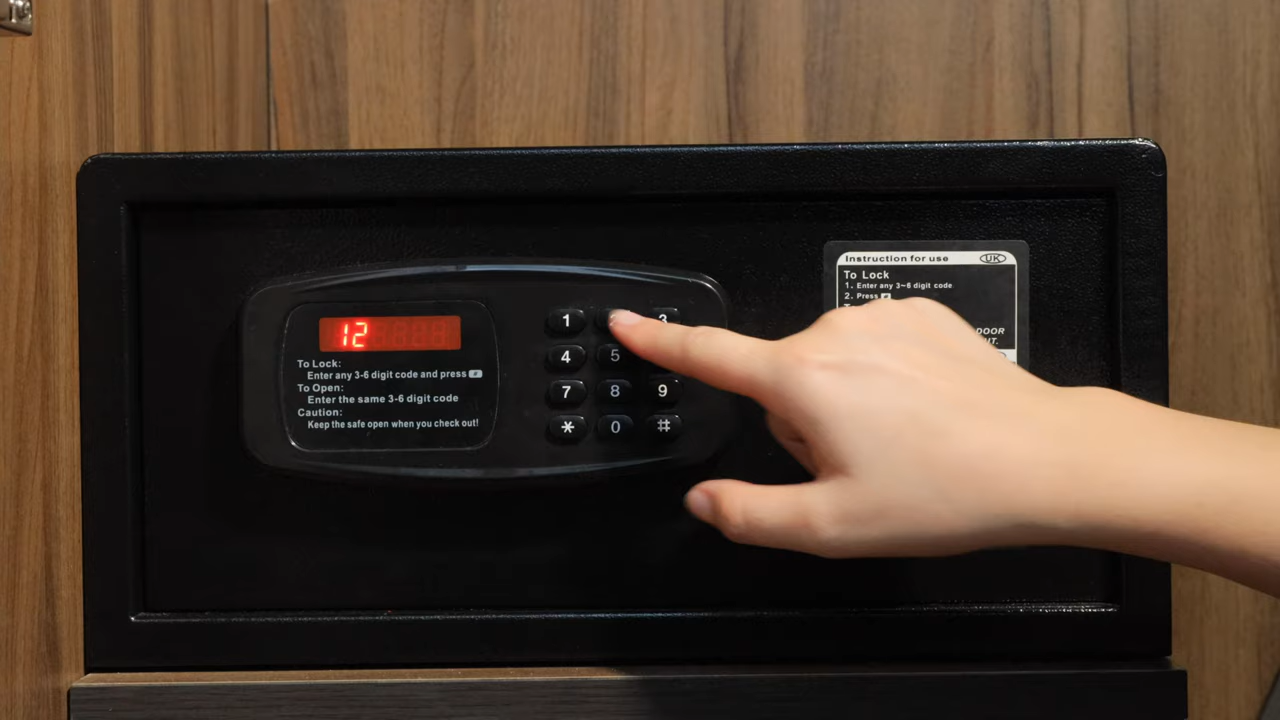 12
To Lock:
Enter any 3-6 digit code and press #
To Open:
Enter the same 3-6 digit code
Caution:
Keep the safe open when you check out!
1 3
4 5
7 8 9
* 0 #
Instruction for use UK
To Lock
1. Enter any 3~6 digit code
2. Press #
DOOR